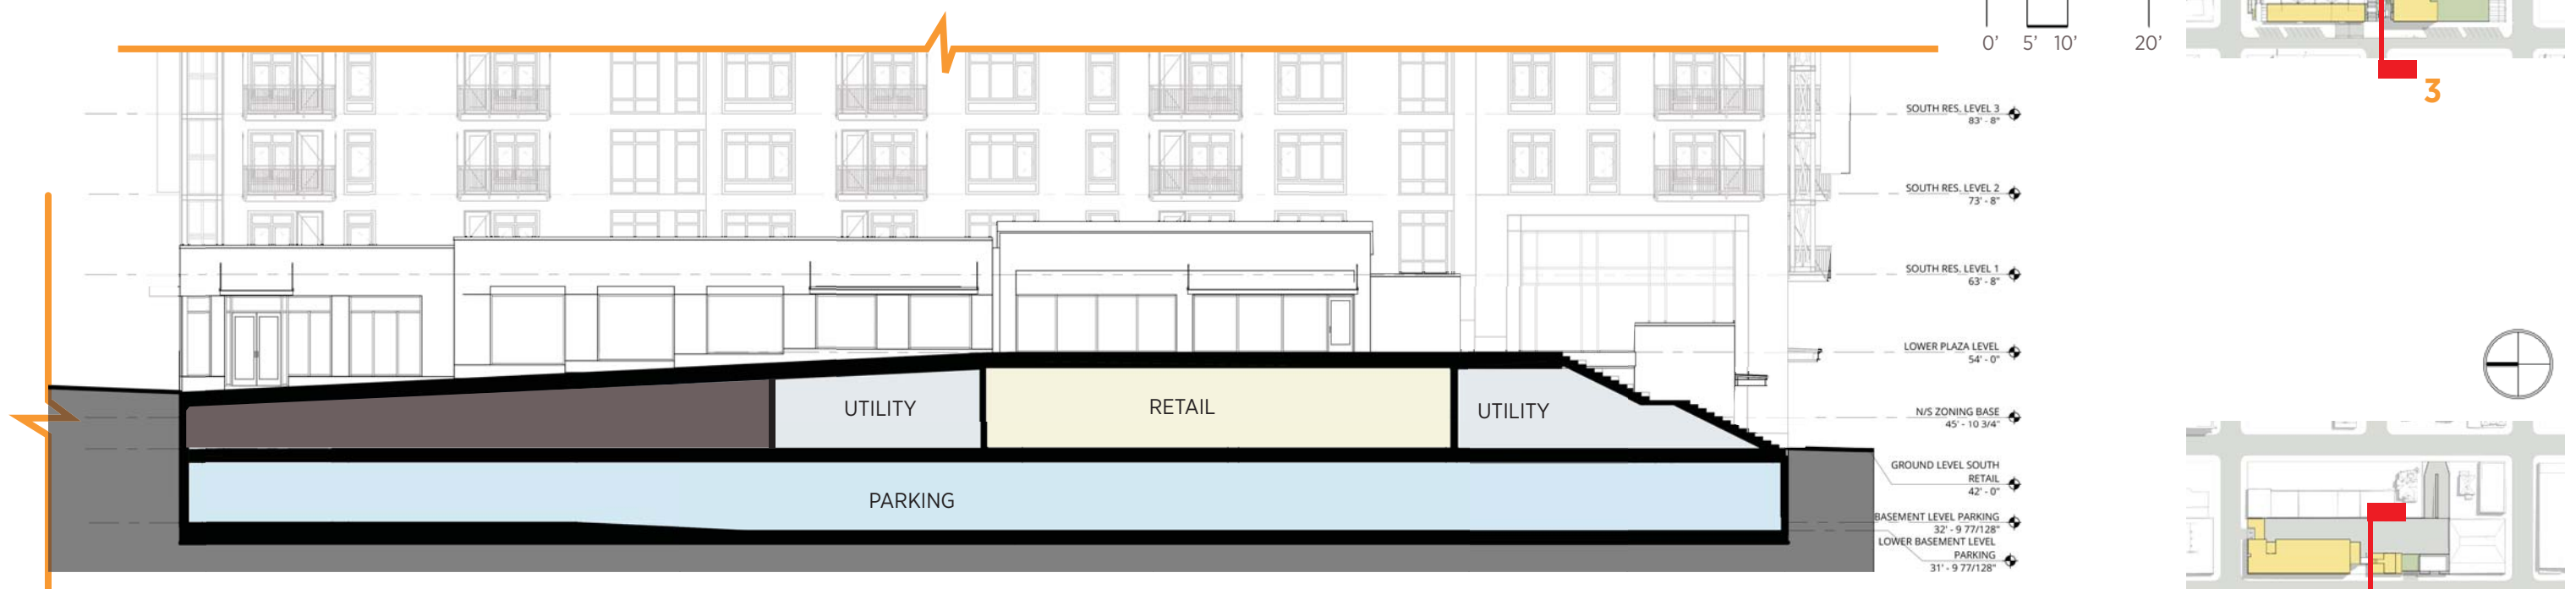 0’ 5’ 10’ 20’
3
SOUTH RES. LEVEL 3
83' - 8"
SOUTH RES. LEVEL 2
73' - 8"
SOUTH RES. LEVEL 1
63' - 8"
LOWER PLAZA LEVEL
54' - 0"
UTILITY
RETAIL
UTILITY
N/S ZONING BASE
45' - 10 3/4"
GROUND LEVEL SOUTH
RETAIL
42' - 0"
PARKING
BASEMENT LEVEL PARKING
32' - 9 77/128"
LOWER BASEMENT LEVEL
PARKING
31' - 9 77/128"